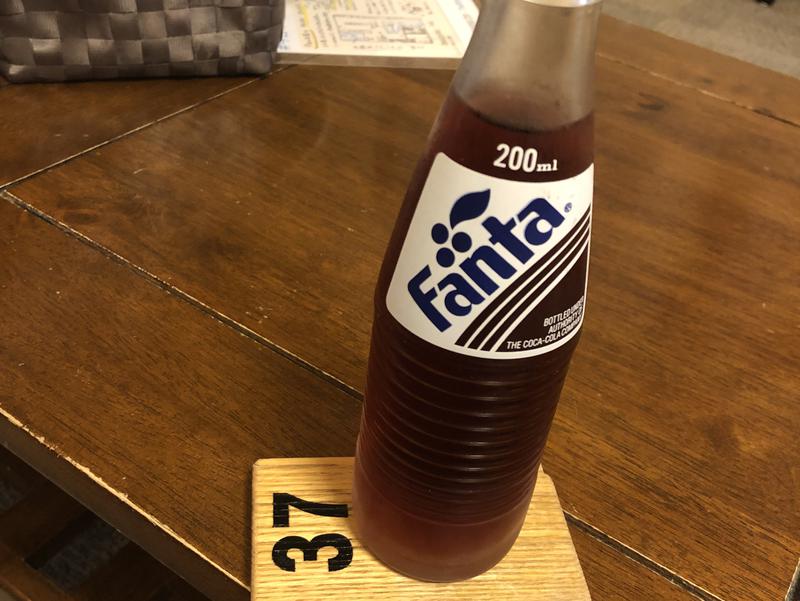 200ml
Fanta®
BOTTLED UNDER
AUTHORITY OF
THE COCA-COLA COMPANY
37